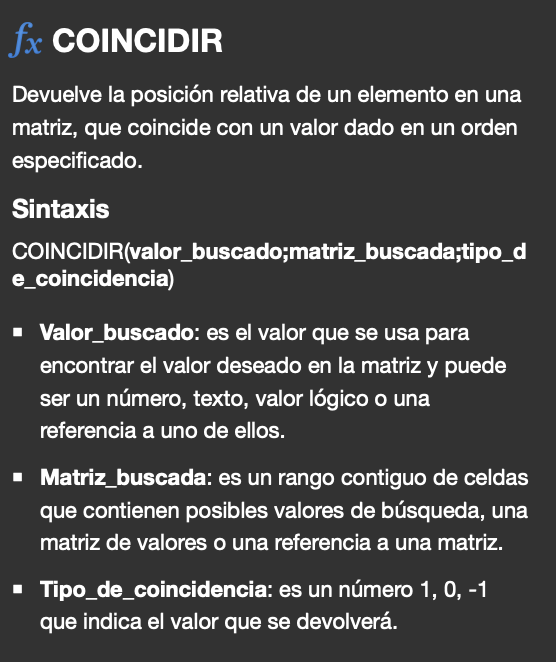 fx COINCIDIR
Devuelve la posición relativa de un elemento en una
matriz, que coincide con un valor dado en un orden
especificado.
Sintaxis
COINCIDIR(valor_buscado;matriz_buscada;tipo_d
e_coincidencia)
▪ Valor_buscado: es el valor que se usa para
encontrar el valor deseado en la matriz y puede
ser un número, texto, valor lógico o una
referencia a uno de ellos.
▪ Matriz_buscada: es un rango contiguo de celdas
que contienen posibles valores de búsqueda, una
matriz de valores o una referencia a una matriz.
▪ Tipo_de_coincidencia: es un número 1, 0, -1
que indica el valor que se devolverá.